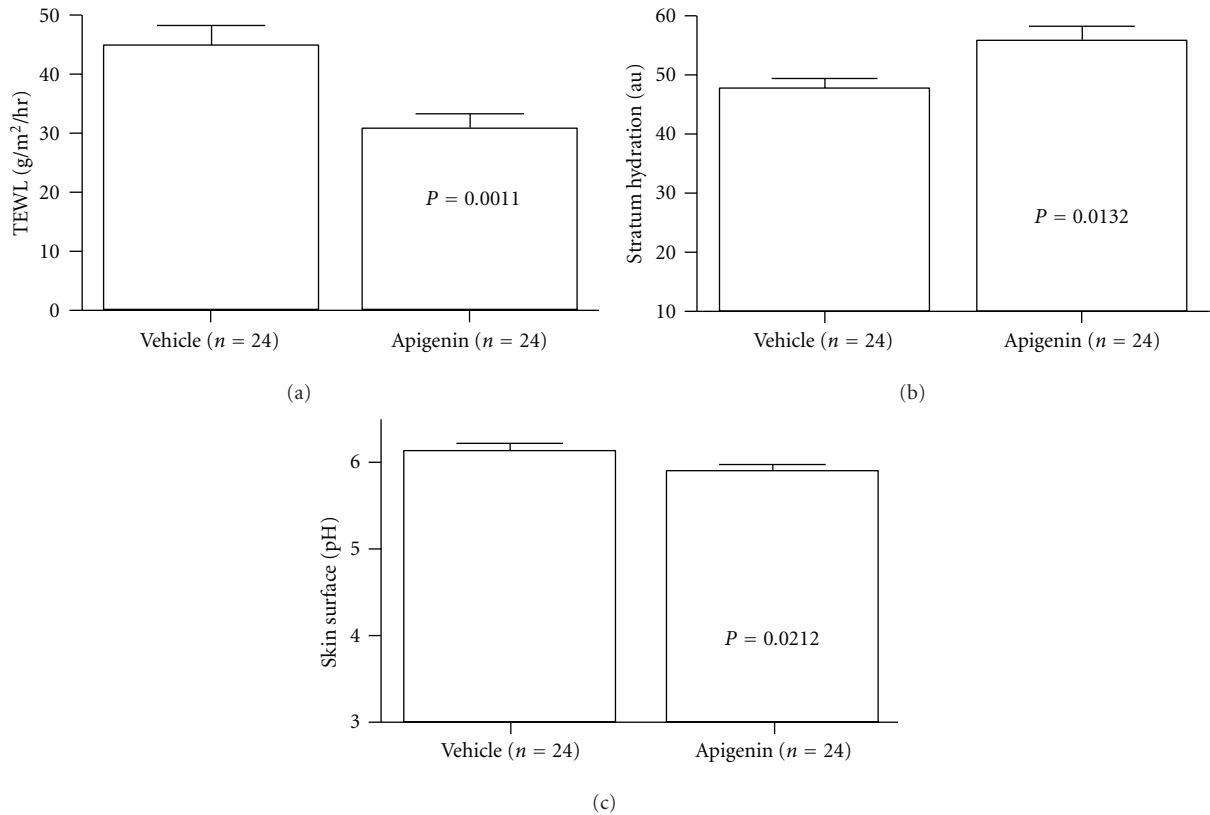 50
40
30
20
10
0
TEWL (g/m²/hr)
P = 0.0011
Vehicle (n = 24)
Apigenin (n = 24)
(a)
60
50
40
30
20
10
Stratum hydration (au)
P = 0.0132
Vehicle (n = 24)
Apigenin (n = 24)
(b)
6
5
4
3
Skin surface (pH)
P = 0.0212
Vehicle (n = 24)
Apigenin (n = 24)
(c)